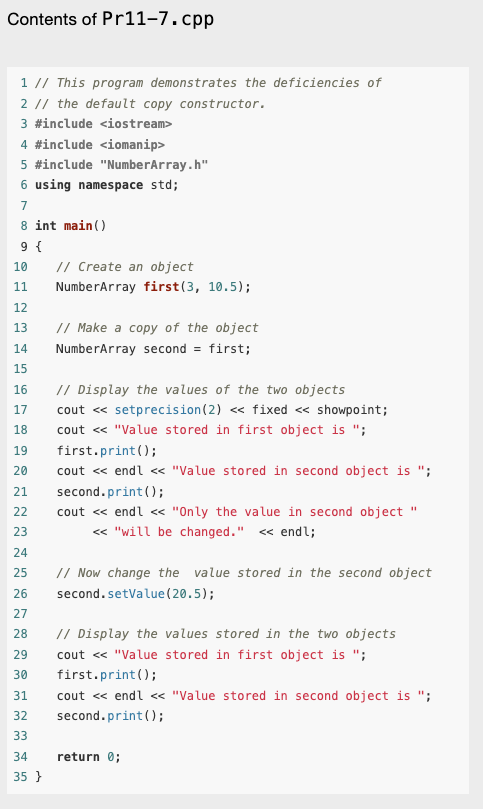 Contents of Pr11-7.cpp
1 // This program demonstrates the deficiencies of
2 // the default copy constructor.
3 #include <iostream>
4 #include <iomanip>
5 #include "NumberArray.h"
6 using namespace std;
7
8 int main()
9 {
10    // Create an object
11    NumberArray first(3, 10.5);
12
13    // Make a copy of the object
14    NumberArray second = first;
15
16    // Display the values of the two objects
17    cout << setprecision(2) << fixed << showpoint;
18    cout << "Value stored in first object is ";
19    first.print();
20    cout << endl << "Value stored in second object is ";
21    second.print();
22    cout << endl << "Only the value in second object "
23         << "will be changed."  << endl;
24
25    // Now change the  value stored in the second object
26    second.setValue(20.5);
27
28    // Display the values stored in the two objects
29    cout << "Value stored in first object is ";
30    first.print();
31    cout << endl << "Value stored in second object is ";
32    second.print();
33
34    return 0;
35 }